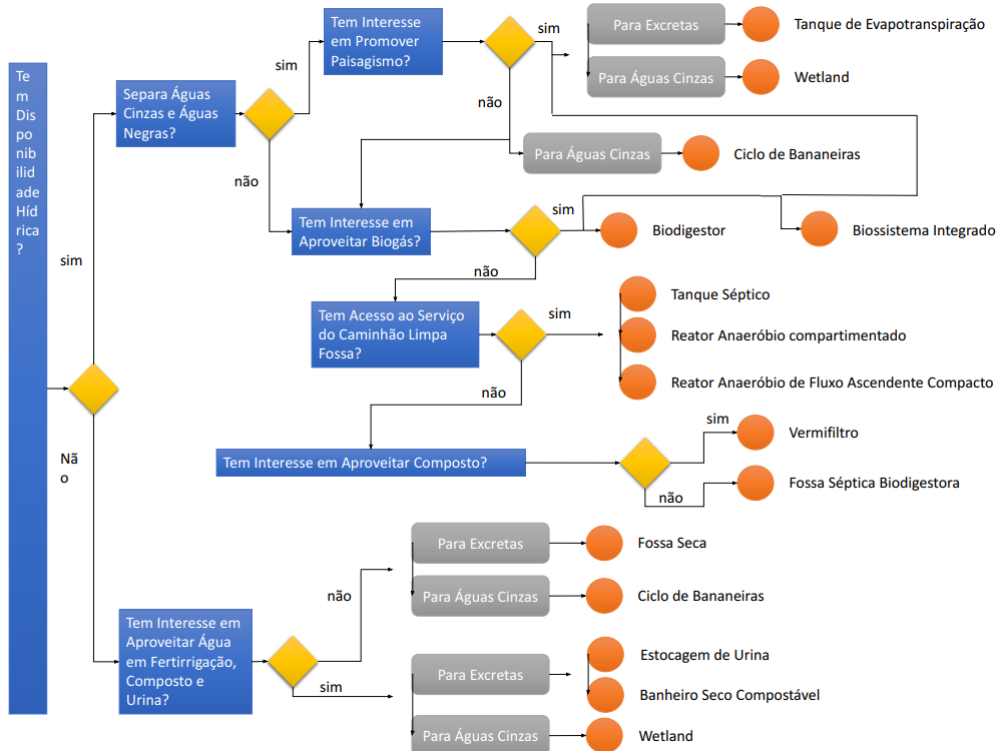 Te
m
Dis
po
nib
ilid
ade
Híd
rica
?
sim
Nã
o
Separa Águas
Cinzas e Águas
Negras?
sim
não
Tem Interesse
em Promover
Paisagismo?
sim
não
Para Excretas
Tanque de Evapotranspiração
Para Águas Cinzas
Wetland
Para Águas Cinzas
Ciclo de Bananeiras
Tem Interesse em
Aproveitar Biogás?
sim
não
Biodigestor
Biossistema Integrado
Tem Acesso ao Serviço
do Caminhão Limpa
Fossa?
sim
não
Tanque Séptico
Reator Anaeróbio compartimentado
Reator Anaeróbio de Fluxo Ascendente Compacto
Tem Interesse em Aproveitar Composto?
sim
não
Vermifiltro
Fossa Séptica Biodigestora
Tem Interesse em
Aproveitar Água
em Fertirrigação,
Composto e
Urina?
não
sim
Para Excretas
Fossa Seca
Para Águas Cinzas
Ciclo de Bananeiras
Para Excretas
Estocagem de Urina
Banheiro Seco Compostável
Para Águas Cinzas
Wetland